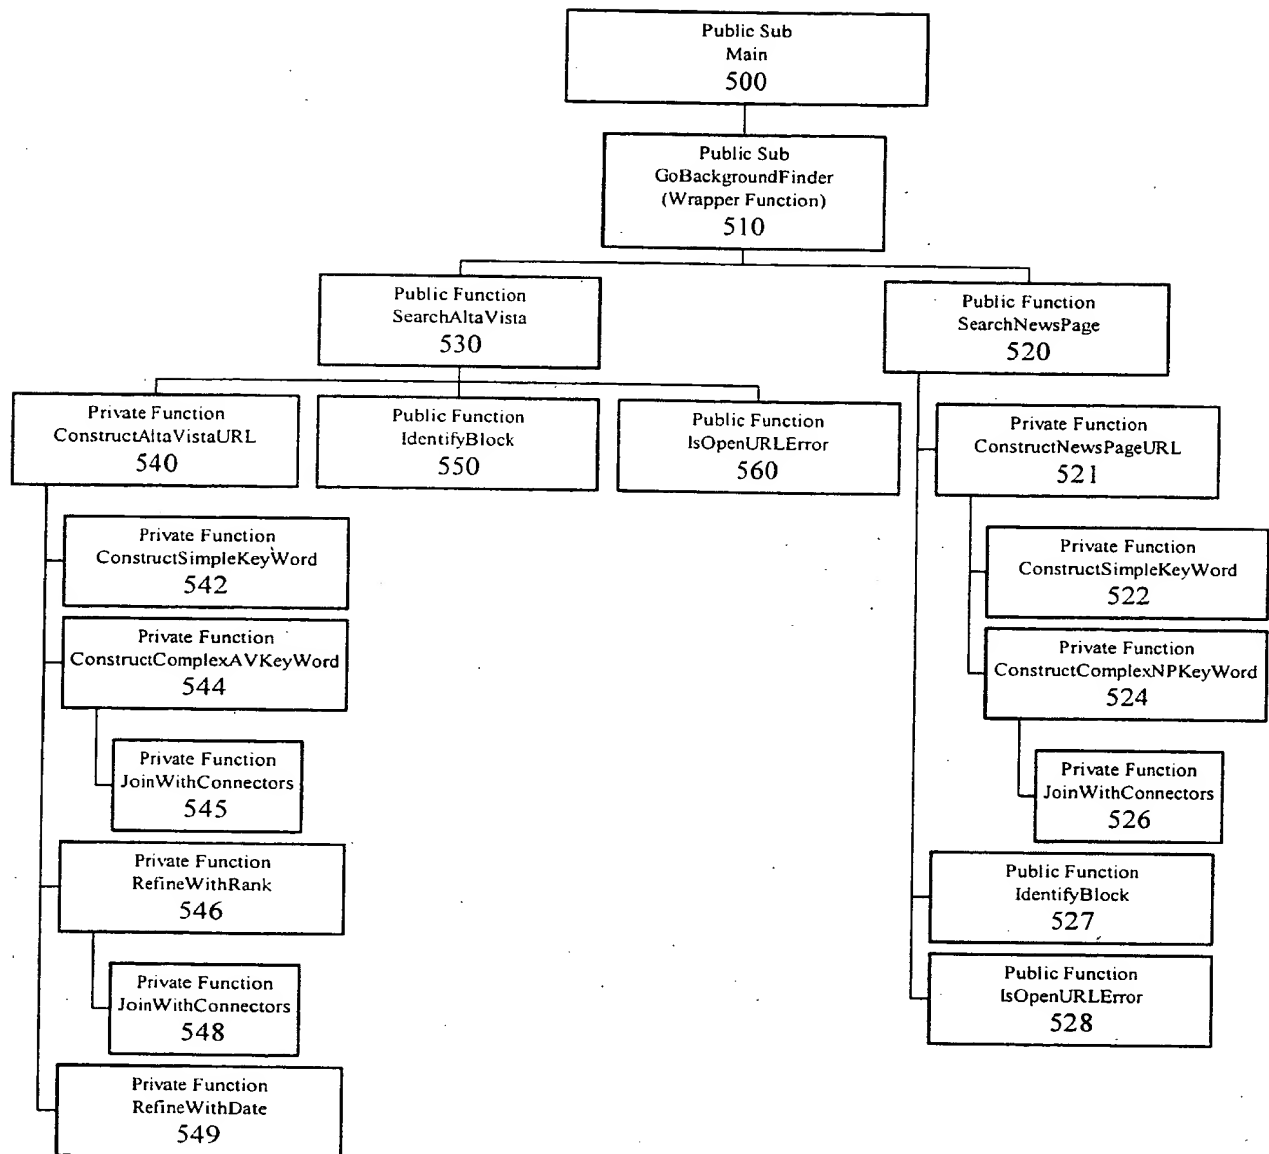 Public Sub
Main
500
Public Sub
GoBackgroundFinder
(Wrapper Function)
510
Public Function
SearchAltaVista
530
Public Function
SearchNewsPage
520
Private Function
ConstructAltaVistaURL
540
Public Function
IdentifyBlock
550
Public Function
IsOpenURLError
560
Private Function
ConstructNewsPageURL
521
Private Function
ConstructSimpleKeyWord
542
Private Function
ConstructComplexAVKeyWord
544
Private Function
JoinWithConnectors
545
Private Function
RefineWithRank
546
Private Function
JoinWithConnectors
548
Private Function
RefineWithDate
549
Private Function
ConstructSimpleKeyWord
522
Private Function
ConstructComplexNPKeyWord
524
Private Function
JoinWithConnectors
526
Public Function
IdentifyBlock
527
Public Function
IsOpenURLError
528